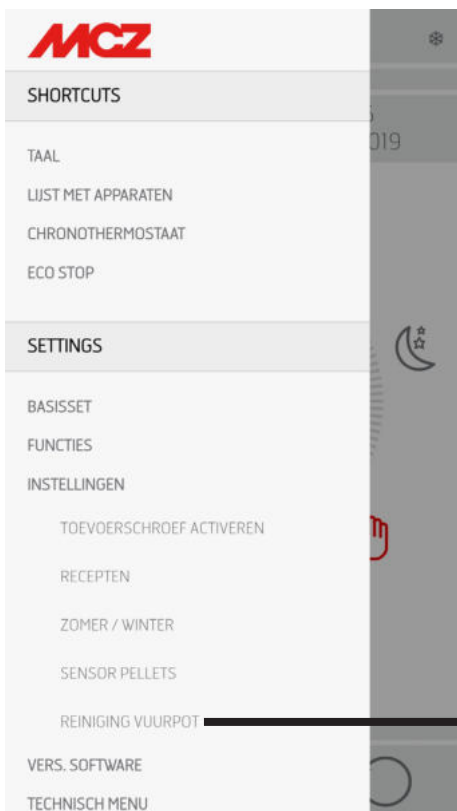 MCZ
SHORTCUTS
019
TAAL
LIJST MET APPARATEN
CHRONOTHERMOSTAAT
ECO STOP
SETTINGS
BASISSET
FUNCTIES
INSTELLINGEN
TOEVOERSCHROEF ACTIVEREN
RECEPTEN
ZOMER / WINTER
SENSOR PELLETS
REINIGING VUURPOT
VERS. SOFTWARE
TECHNISCH MENU